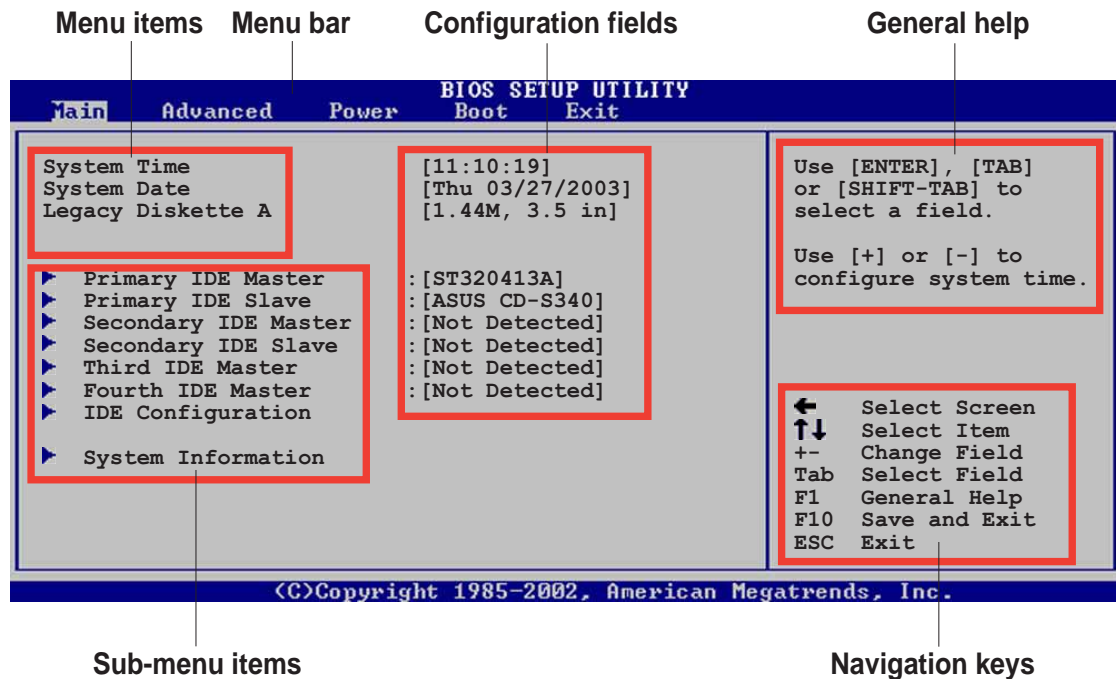 Menu items Menu bar Configuration fields General help
BIOS SETUP UTILITY
Main Advanced Power Boot Exit
System Time [11:10:19]
System Date [Thu 03/27/2003]
Legacy Diskette A [1.44M, 3.5 in]
Primary IDE Master :[ST320413A]
Primary IDE Slave :[ASUS CD-S340]
Secondary IDE Master :[Not Detected]
Secondary IDE Slave :[Not Detected]
Third IDE Master :[Not Detected]
Fourth IDE Master :[Not Detected]
IDE Configuration
System Information
Use [ENTER], [TAB]
or [SHIFT-TAB] to
select a field.
Use [+] or [-] to
configure system time.
← Select Screen
↑↓ Select Item
+- Change Field
Tab Select Field
F1 General Help
F10 Save and Exit
ESC Exit
(C)Copyright 1985-2002, American Megatrends, Inc.
Sub-menu items Navigation keys